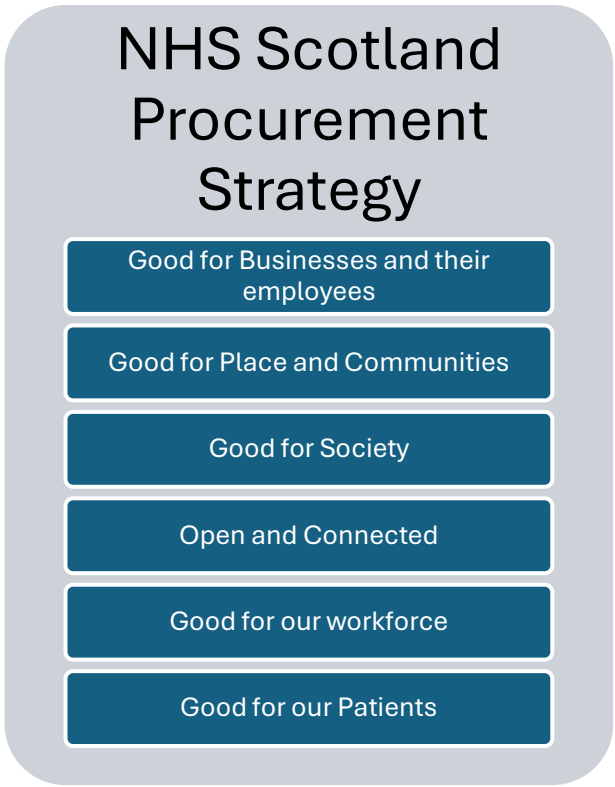 NHS Scotland
Procurement
Strategy
Good for Businesses and their
employees
Good for Place and Communities
Good for Society
Open and Connected
Good for our workforce
Good for our Patients